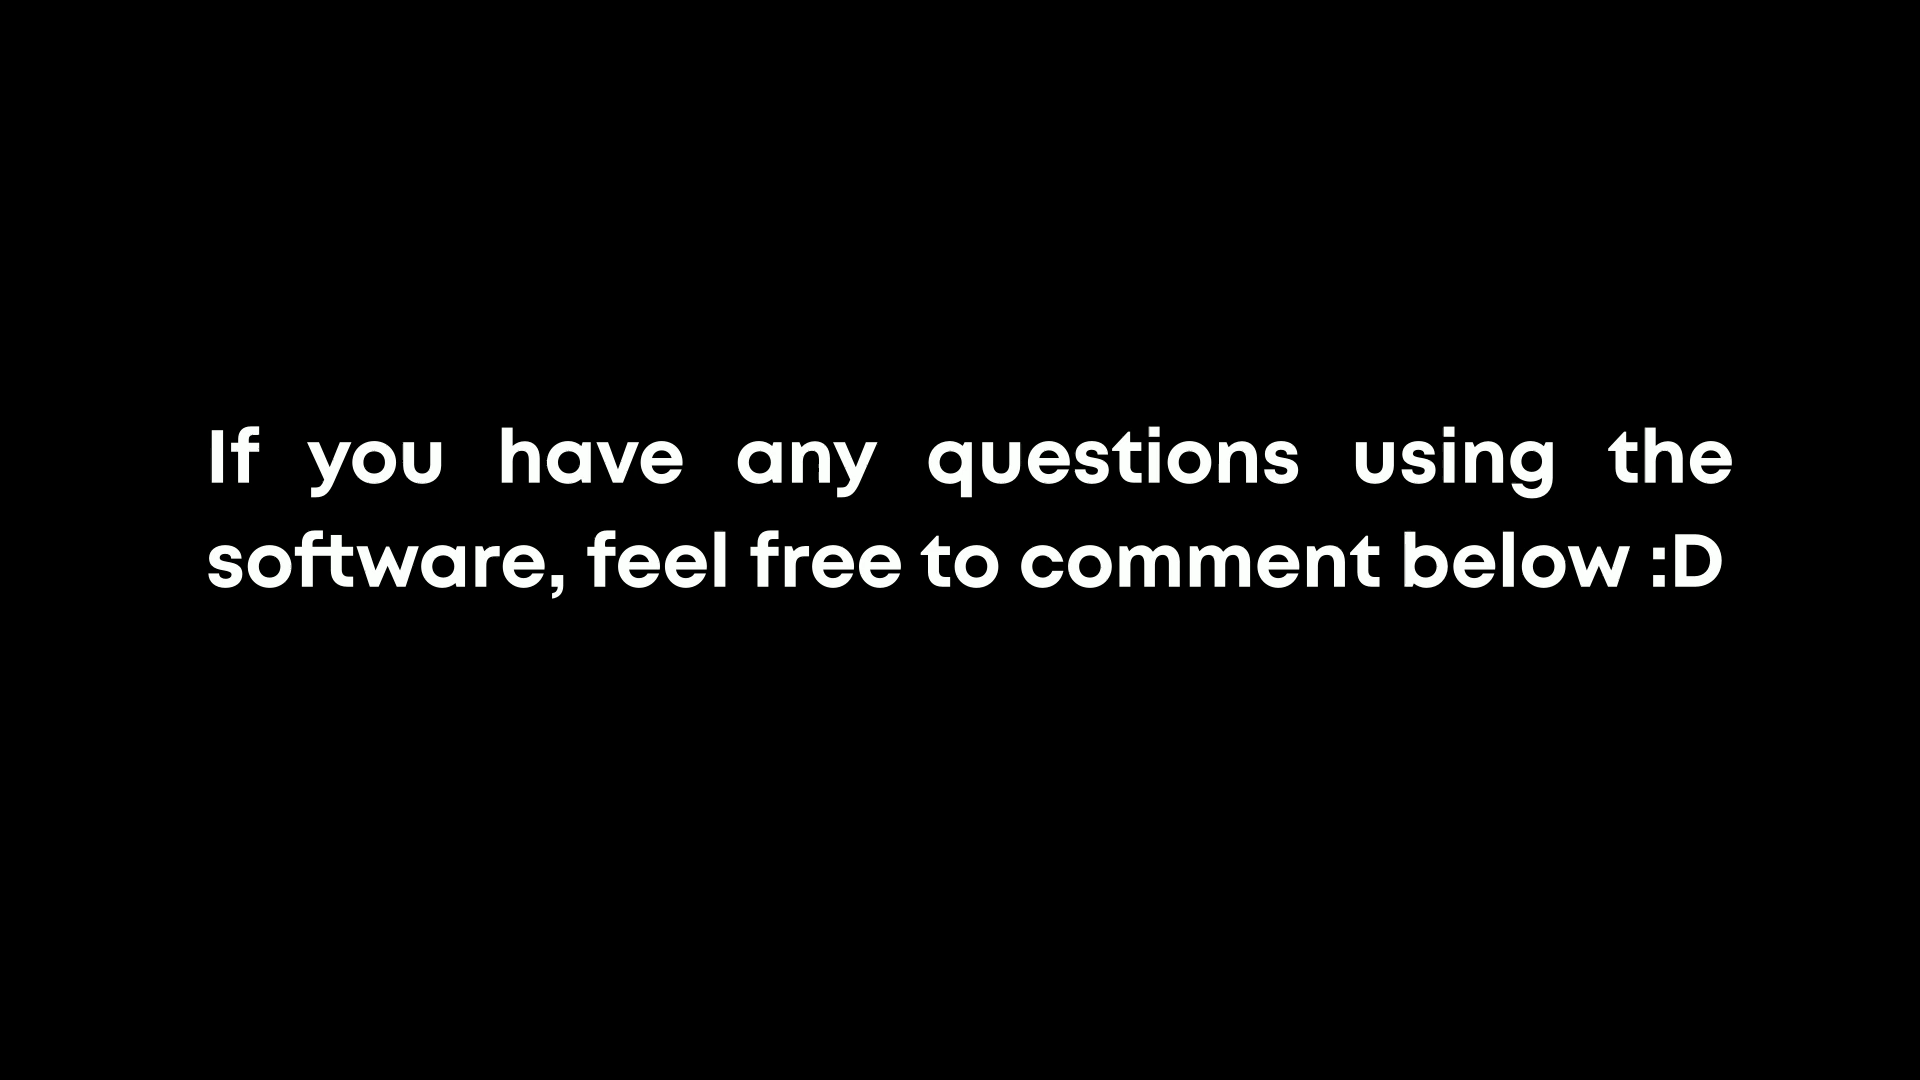 If you have any questions using the
software, feel free to comment below :D